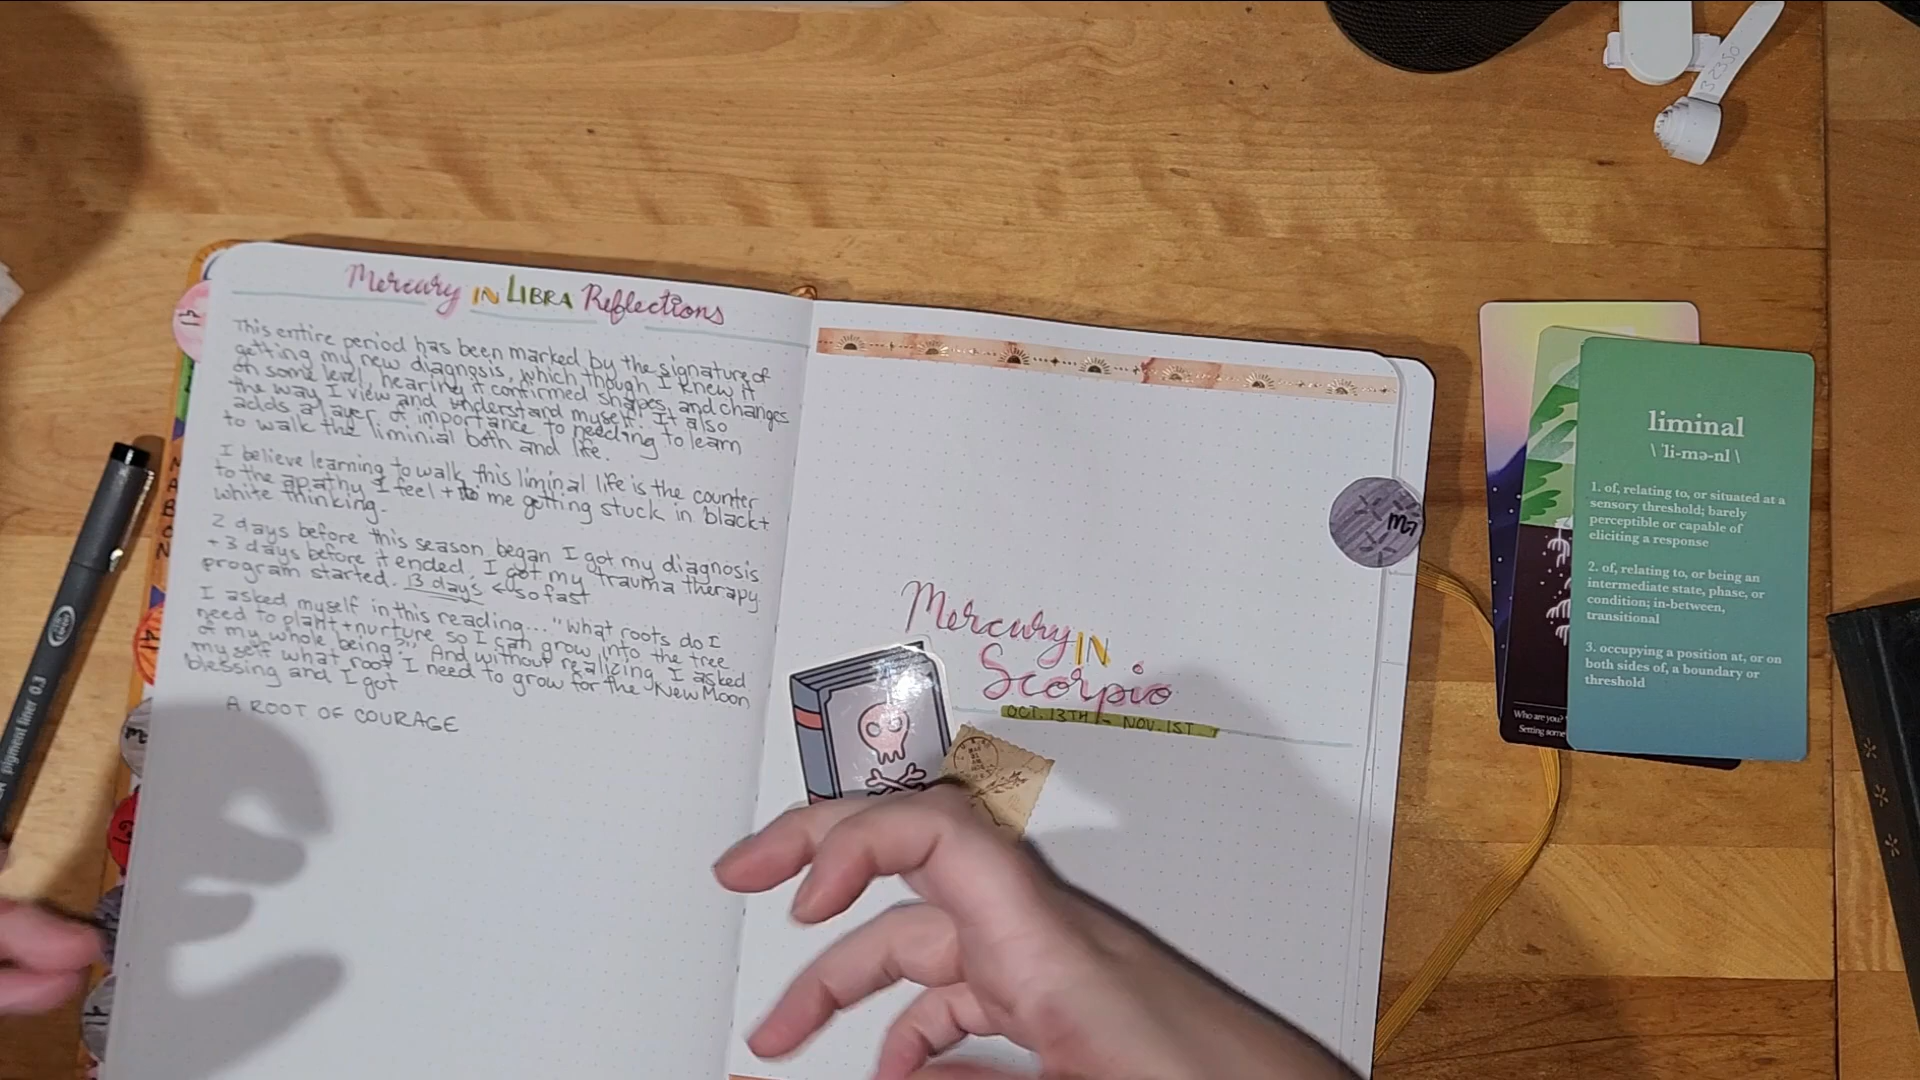 Mercury IN LIBRA Reflections
This entire period has been marked by the signature of
getting my new diagnosis, which though I knew it
on some level, hearing it confirmed shapes and changes
the way I view and understand myself. It also
adds a layer of importance to needing to learn
to walk the liminial both and life.
I believe learning to walk this liminal life is the counter
to the apathy I feel + to me getting stuck in black +
white thinking.
2 days before this season began I got my diagnosis
+ 3 days before it ended, I got my trauma therapy
program started. 13 days ← so fast
I asked myself in this reading... "What roots do I
need to plant + nurture so I can grow into the tree
of my whole being?" And without realizing, I asked
myself what root I need to grow for the New Moon
blessing and I got
A ROOT OF COURAGE
Mercury IN
Scorpio
OCT. 13TH - NOV. 1ST
liminal
\ˈli-mə-nl \
1. of, relating to, or situated at a
sensory threshold; barely
perceptible or capable of
eliciting a response
2. of, relating to, or being an
intermediate state, phase, or
condition; in-between,
transitional
3. occupying a position at, or on
both sides of, a boundary or
threshold
Who are you?
Setting some
MABON
pigment liner 0.3